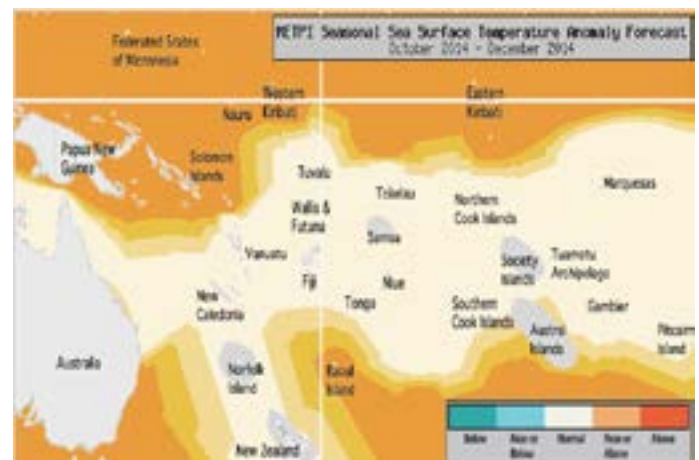 METPI Seasonal Sea Surface Temperature Anomaly Forecast
October 2014 - December 2014
Federated States
of Micronesia
Nauru
Western
Kiribati
Eastern
Kiribati
Papua New
Guinea
Solomon
Islands
Tuvalu
Tokelau
Northern
Cook Islands
Marquesas
Wallis &
Futuna
Samoa
Vanuatu
Fiji
Society
Islands
Tuamotu
Archipelago
New
Caledonia
Tonga
Niue
Southern
Cook Islands
Gambier
Austral
Islands
Pitcairn
Island
Australia
Norfolk
Island
Raoul
Island
New Zealand
Below
Near or
Below
Normal
Near or
Above
Above